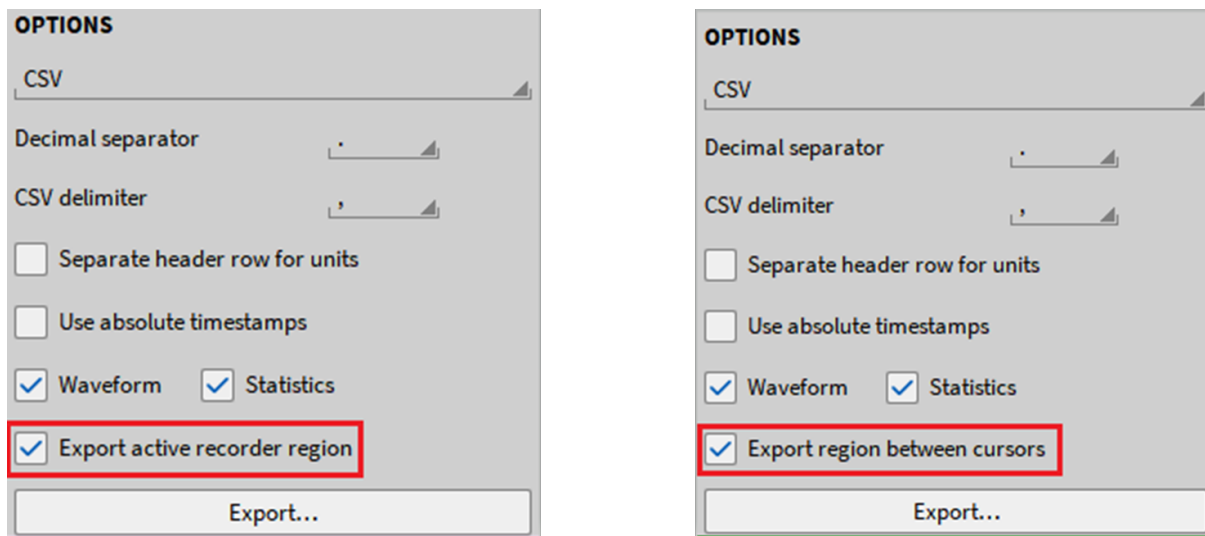 OPTIONS
CSV
Decimal separator .
CSV delimiter ,
Separate header row for units
Use absolute timestamps
Waveform Statistics
Export active recorder region
Export...
OPTIONS
CSV
Decimal separator .
CSV delimiter ,
Separate header row for units
Use absolute timestamps
Waveform Statistics
Export region between cursors
Export...